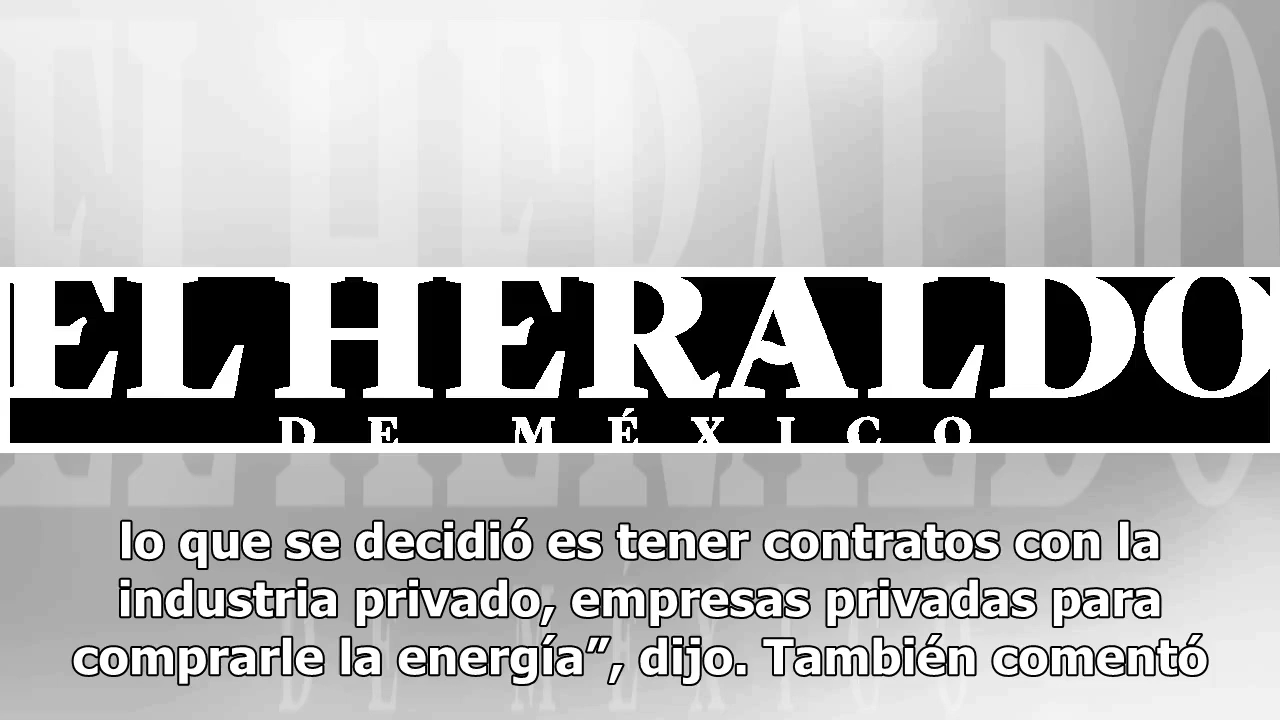 EL HERALDO
DE MÉXICO
lo que se decidió es tener contratos con la
industria privado, empresas privadas para
comprarle la energía”, dijo. También comentó